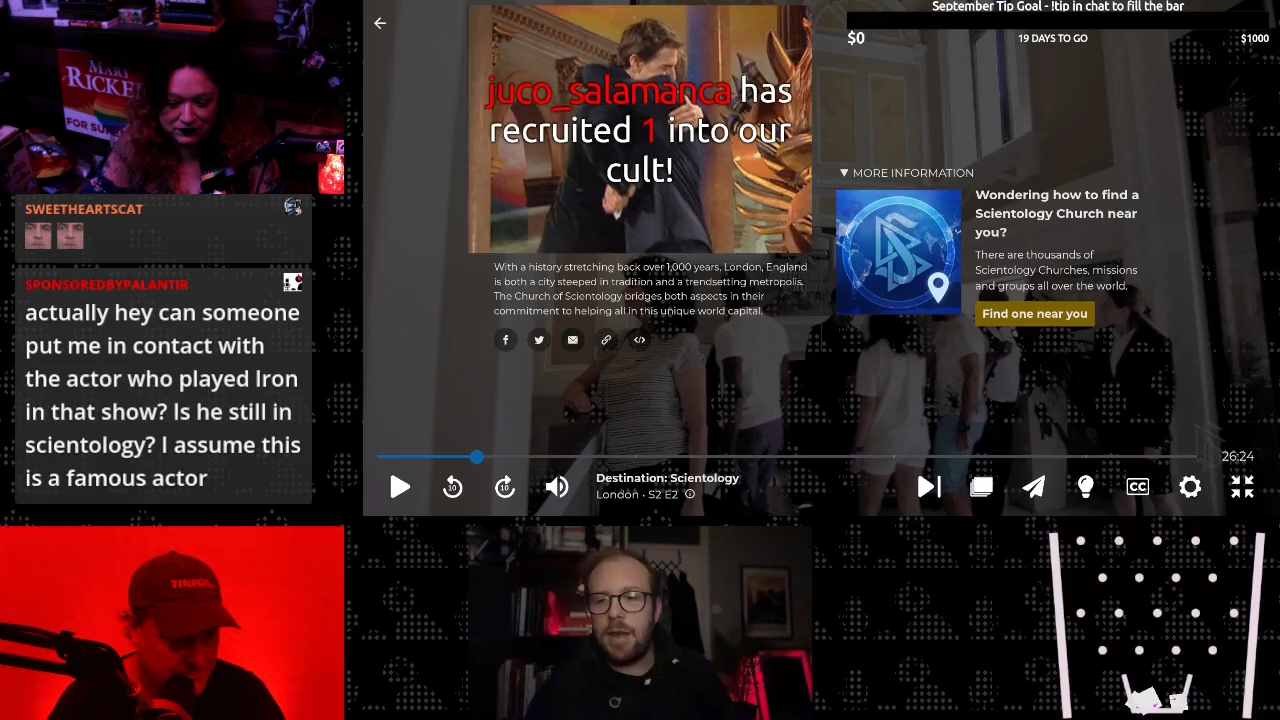 MARY
RICKE
FOR SU
SWEETHEARTSCAT
SPONSOREDBYPALANTIR
actually hey can someone
put me in contact with
the actor who played Iron
in that show? Is he still in
scientology? I assume this
is a famous actor
juco_salamanca has
recruited 1 into our
cult!
With a history stretching back over 1,000 years, London, England
is both a city steeped in tradition and a trendsetting metropolis.
The Church of Scientology bridges both aspects in their
commitment to helping all in this unique world capital.
September Tip Goal - !tip in chat to fill the bar
$0
19 DAYS TO GO
$1000
▼ MORE INFORMATION
Wondering how to find a
Scientology Church near
you?
There are thousands of
Scientology Churches, missions
and groups all over the world.
Find one near you
26:24
10
10
Destination: Scientology
London • S2 E2
CC